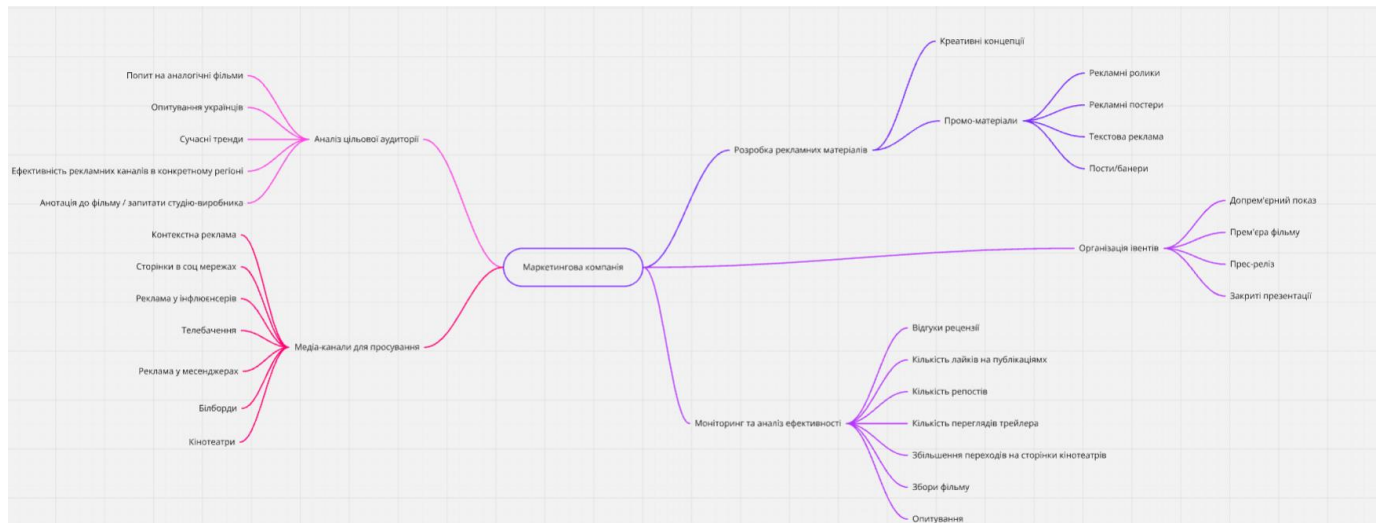 Маркетингова компанія
Аналіз цільової аудиторії
Попит на аналогічні фільми
Опитування українців
Сучасні тренди
Ефективність рекламних каналів в конкретному регіоні
Анотація до фільму / запитати студію-виробника
Медіа-канали для просування
Контекстна реклама
Сторінки в соц мережах
Реклама у інфлюєнсерів
Телебачення
Реклама у месенджерах
Білборди
Кінотеатри
Розробка рекламних матеріалів
Креативні концепції
Промо-матеріали
Рекламні ролики
Рекламні постери
Текстова реклама
Пости/банери
Організація івентів
Допрем'єрний показ
Прем'єра фільму
Прес-реліз
Закриті презентації
Моніторинг та аналіз ефективності
Відгуки рецензії
Кількість лайків на публікаціямх
Кількість репостів
Кількість переглядів трейлера
Збільшення переходів на сторінки кінотеатрів
Збори фільму
Опитування